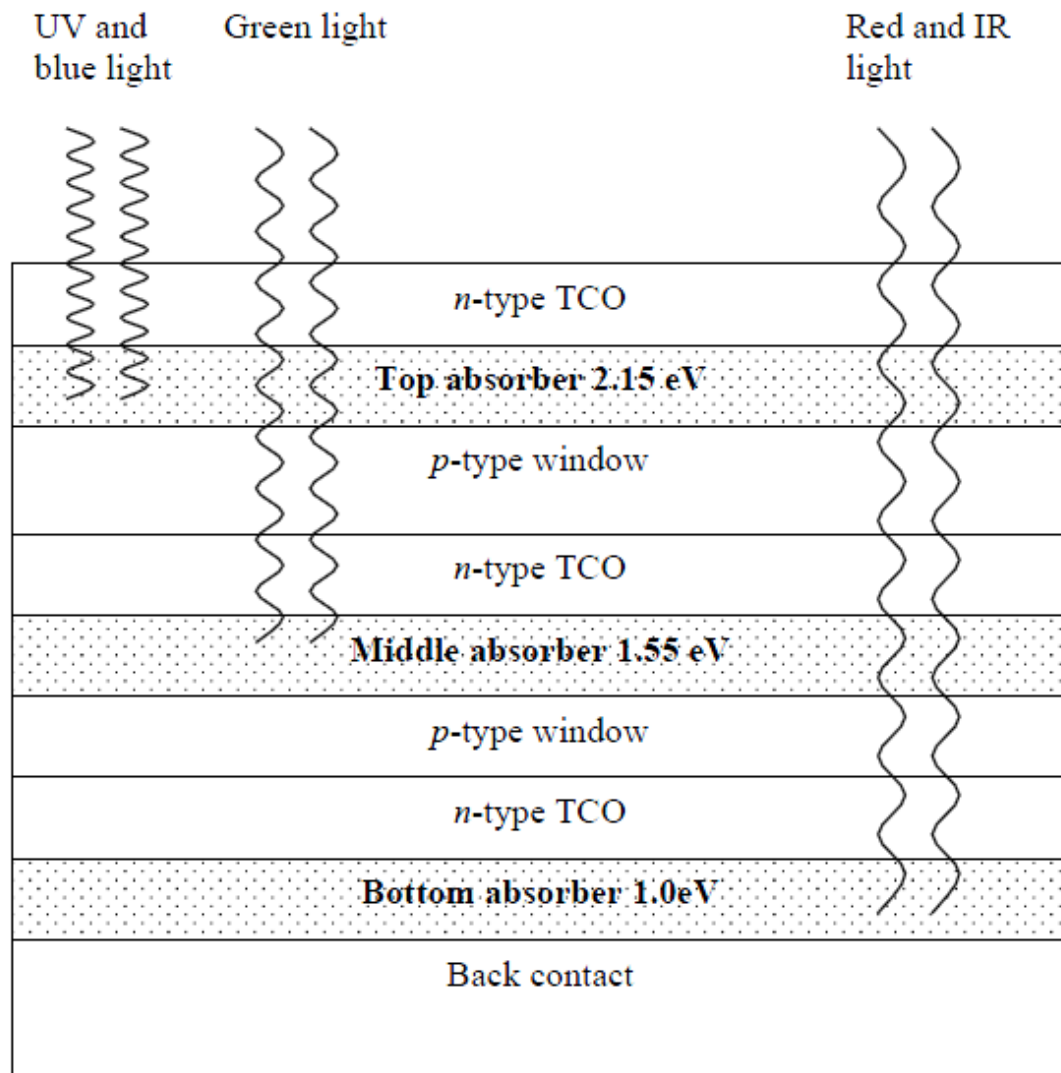 UV and
blue light
Green light
Red and IR
light
n-type TCO
Top absorber 2.15 eV
p-type window
n-type TCO
Middle absorber 1.55 eV
p-type window
n-type TCO
Bottom absorber 1.0eV
Back contact